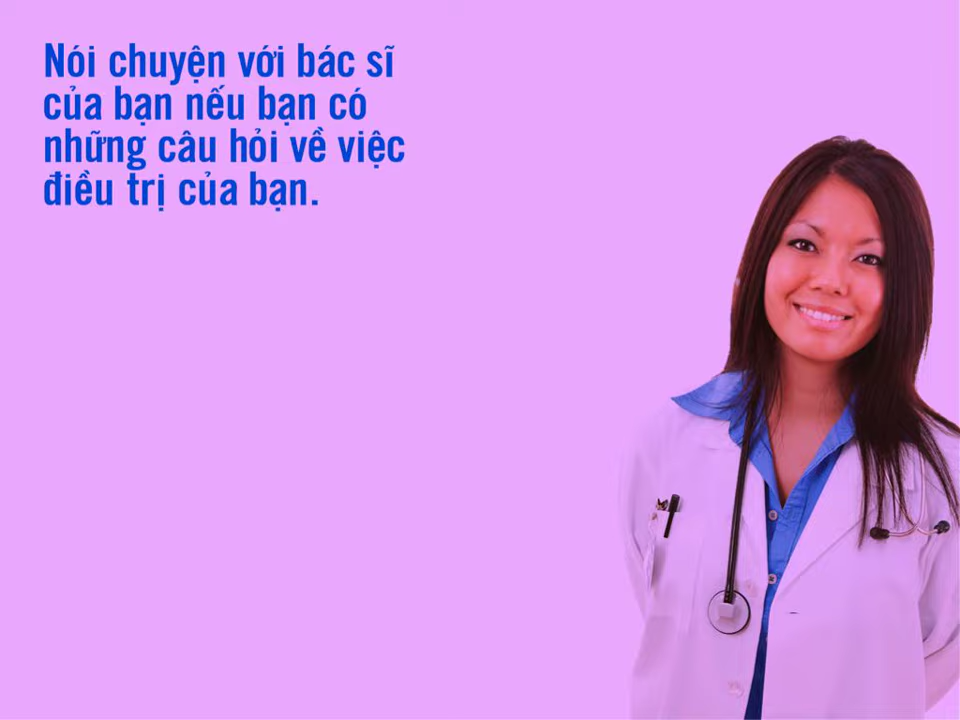 Nói chuyện với bác sĩ
của bạn nếu bạn có
những câu hỏi về việc
điều trị của bạn.